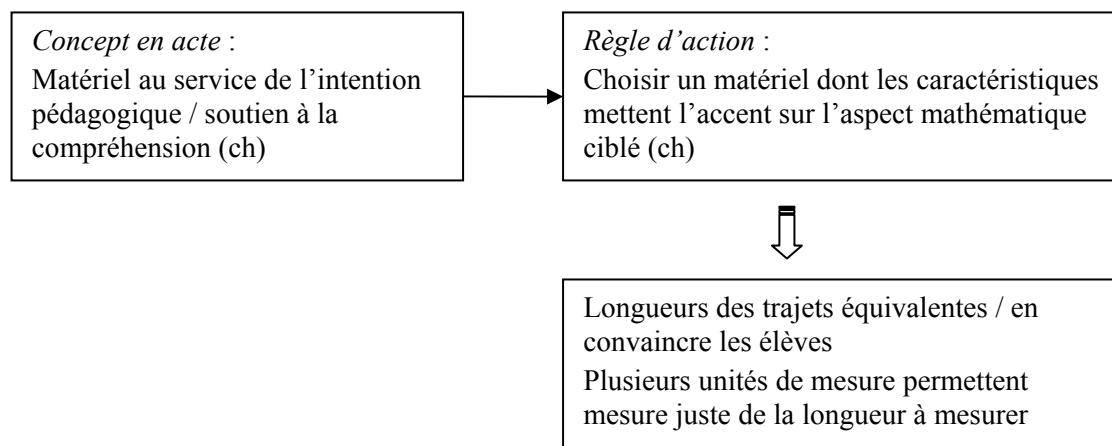 Concept en acte :
Matériel au service de l’intention
pédagogique / soutien à la
compréhension (ch)
Règle d’action :
Choisir un matériel dont les caractéristiques
mettent l’accent sur l’aspect mathématique
ciblé (ch)
Longueurs des trajets équivalentes / en
convaincre les élèves
Plusieurs unités de mesure permettent
mesure juste de la longueur à mesurer